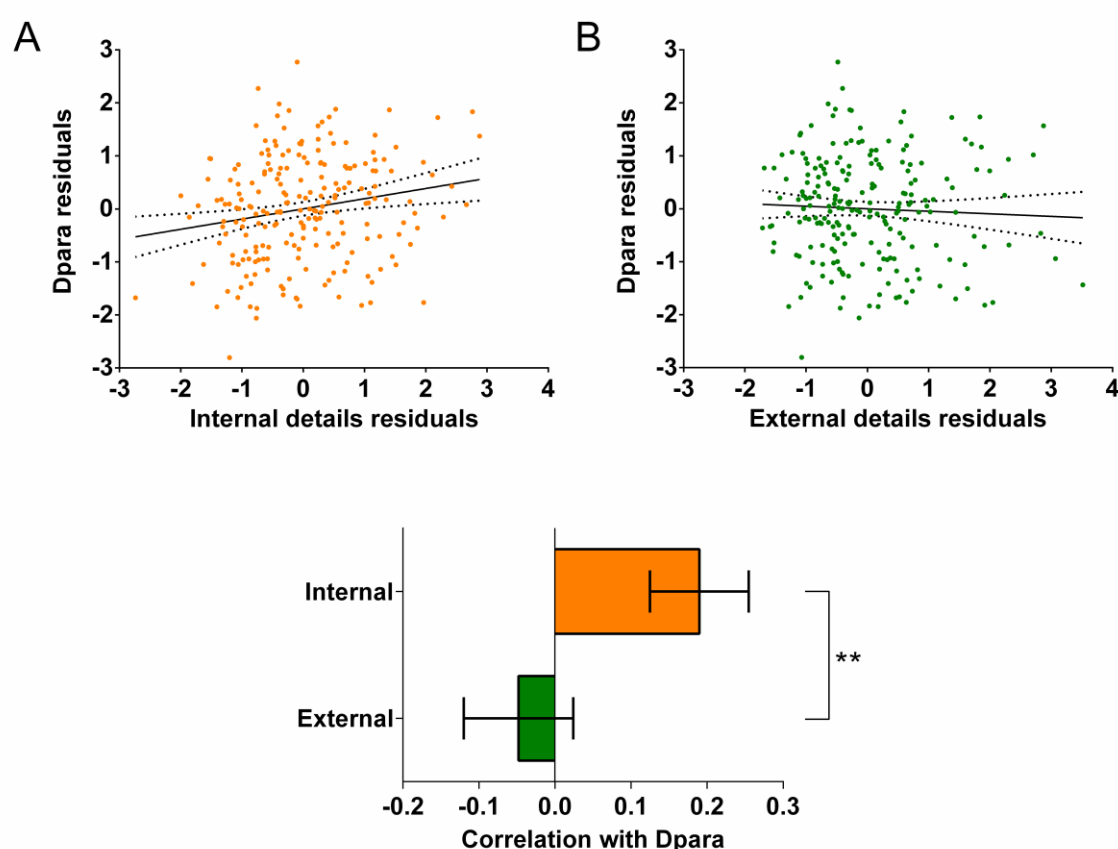 A
B
3
2
1
0
-1
-2
-3
Dpara residuals
-3 -2 -1 0 1 2 3 4
Internal details residuals
3
2
1
0
-1
-2
-3
Dpara residuals
-3 -2 -1 0 1 2 3 4
External details residuals
Internal
External
**
-0.2 -0.1 0.0 0.1 0.2 0.3
Correlation with Dpara